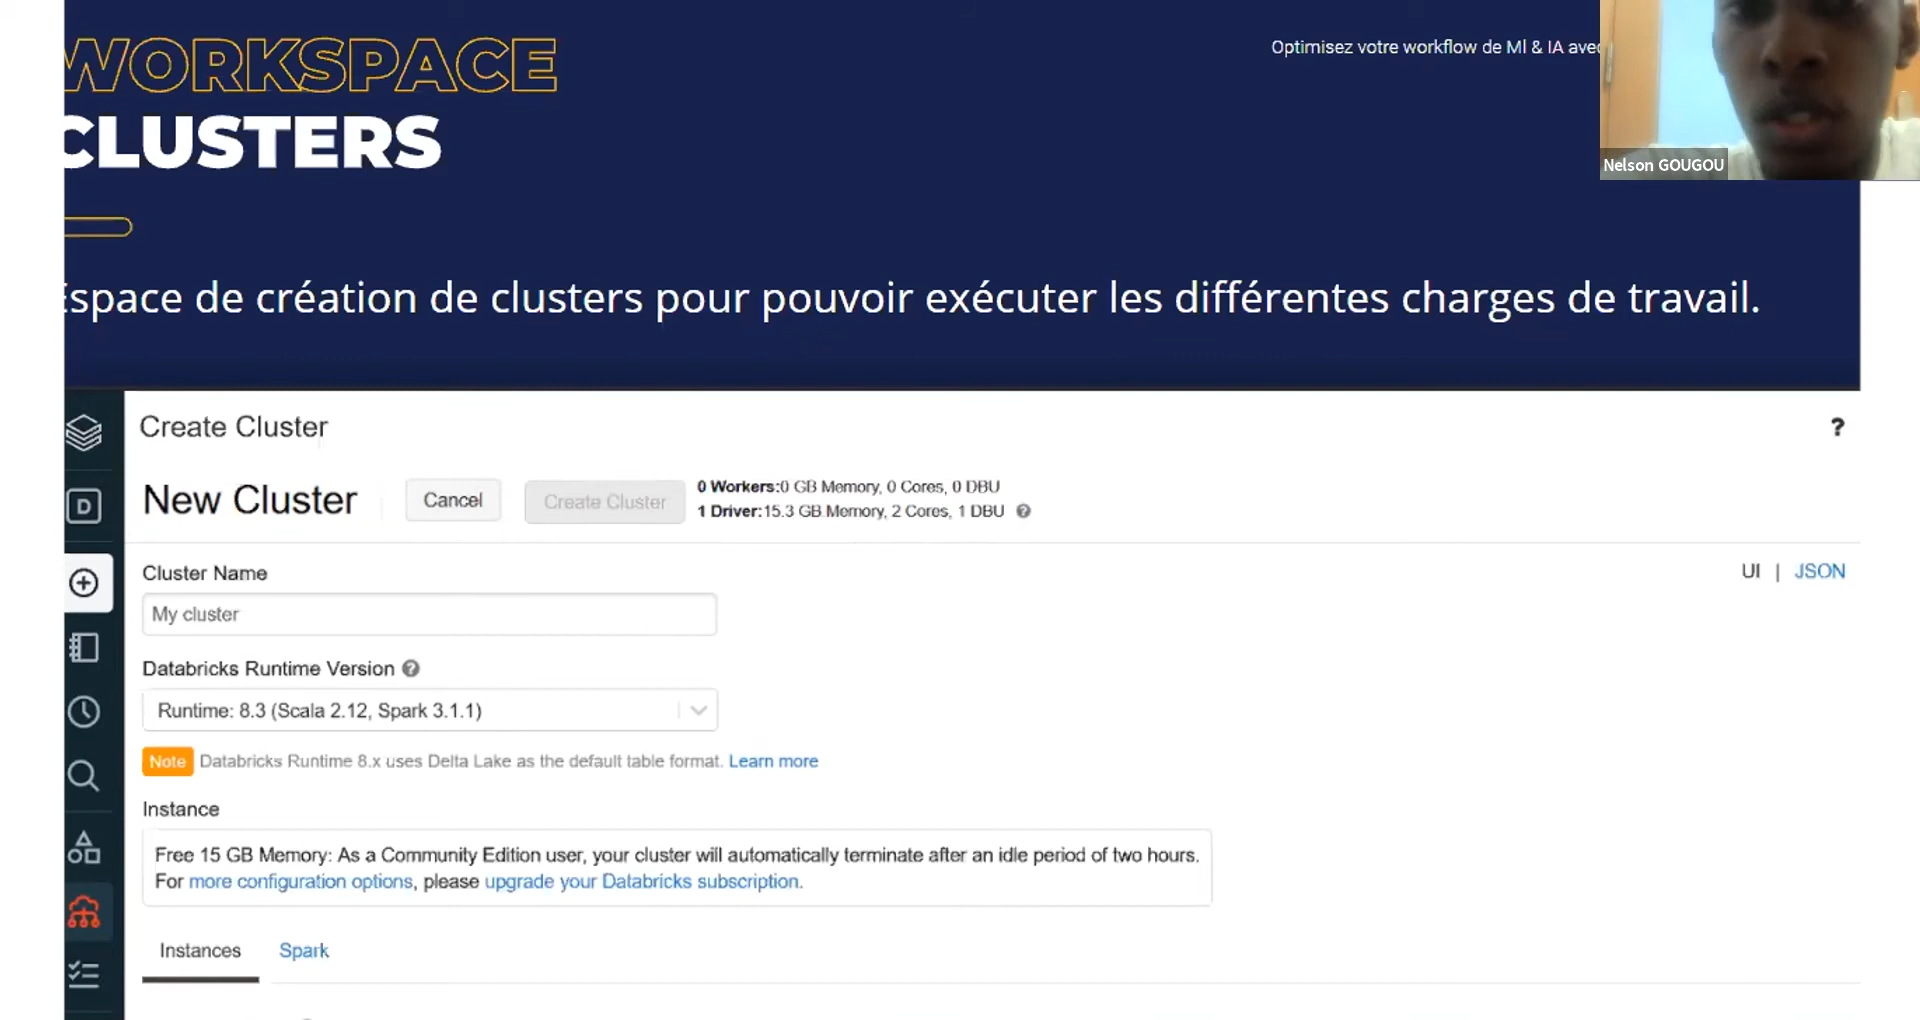 WORKSPACE
CLUSTERS
Optimisez votre workflow de Ml & IA avec
Nelson GOUGOU
Espace de création de clusters pour pouvoir exécuter les différentes charges de travail.
Create Cluster
?
New Cluster
Cancel
Create Cluster
0 Workers:0 GB Memory, 0 Cores, 0 DBU
1 Driver:15.3 GB Memory, 2 Cores, 1 DBU ?
D
Cluster Name
UI | JSON
My cluster
Databricks Runtime Version ?
Runtime: 8.3 (Scala 2.12, Spark 3.1.1)
Note Databricks Runtime 8.x uses Delta Lake as the default table format. Learn more
Instance
Free 15 GB Memory: As a Community Edition user, your cluster will automatically terminate after an idle period of two hours.
For more configuration options, please upgrade your Databricks subscription.
Instances Spark